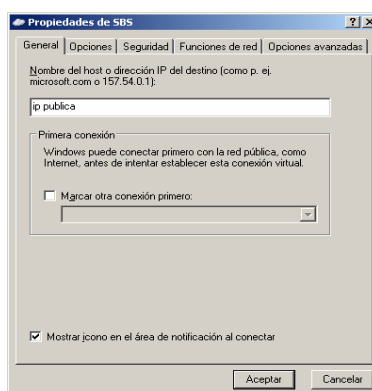 Propiedades de SBS
General Opciones Seguridad Funciones de red Opciones avanzadas
Nombre del host o dirección IP del destino (como p. ej.
microsoft.com o 157.54.0.1):
ip publica
Primera conexión
Windows puede conectar primero con la red pública, como
Internet, antes de intentar establecer esta conexión virtual.
Marcar otra conexión primero:
Mostrar icono en el área de notificación al conectar
Aceptar Cancelar